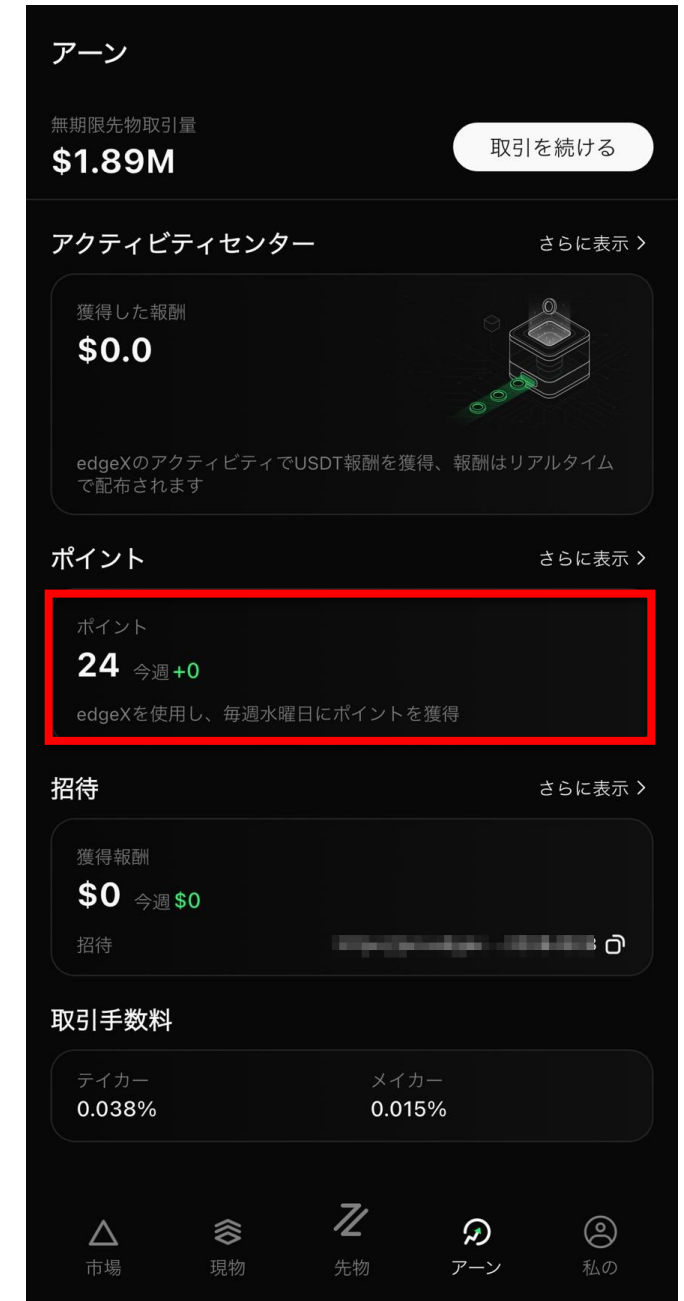 アーン
無期限先物取引量
$1.89M
取引を続ける
アクティビティセンター
さらに表示
獲得した報酬
$0.0
edgeXのアクティビティでUSDT報酬を獲得、報酬はリアルタイム
で配布されます
ポイント
さらに表示
ポイント
24 今週 +0
edgeXを使用し、毎週水曜日にポイントを獲得
招待
さらに表示
獲得報酬
$0 今週 $0
招待
取引手数料
テイカー
メイカー
0.038%
0.015%
市場
現物
先物
アーン
私の